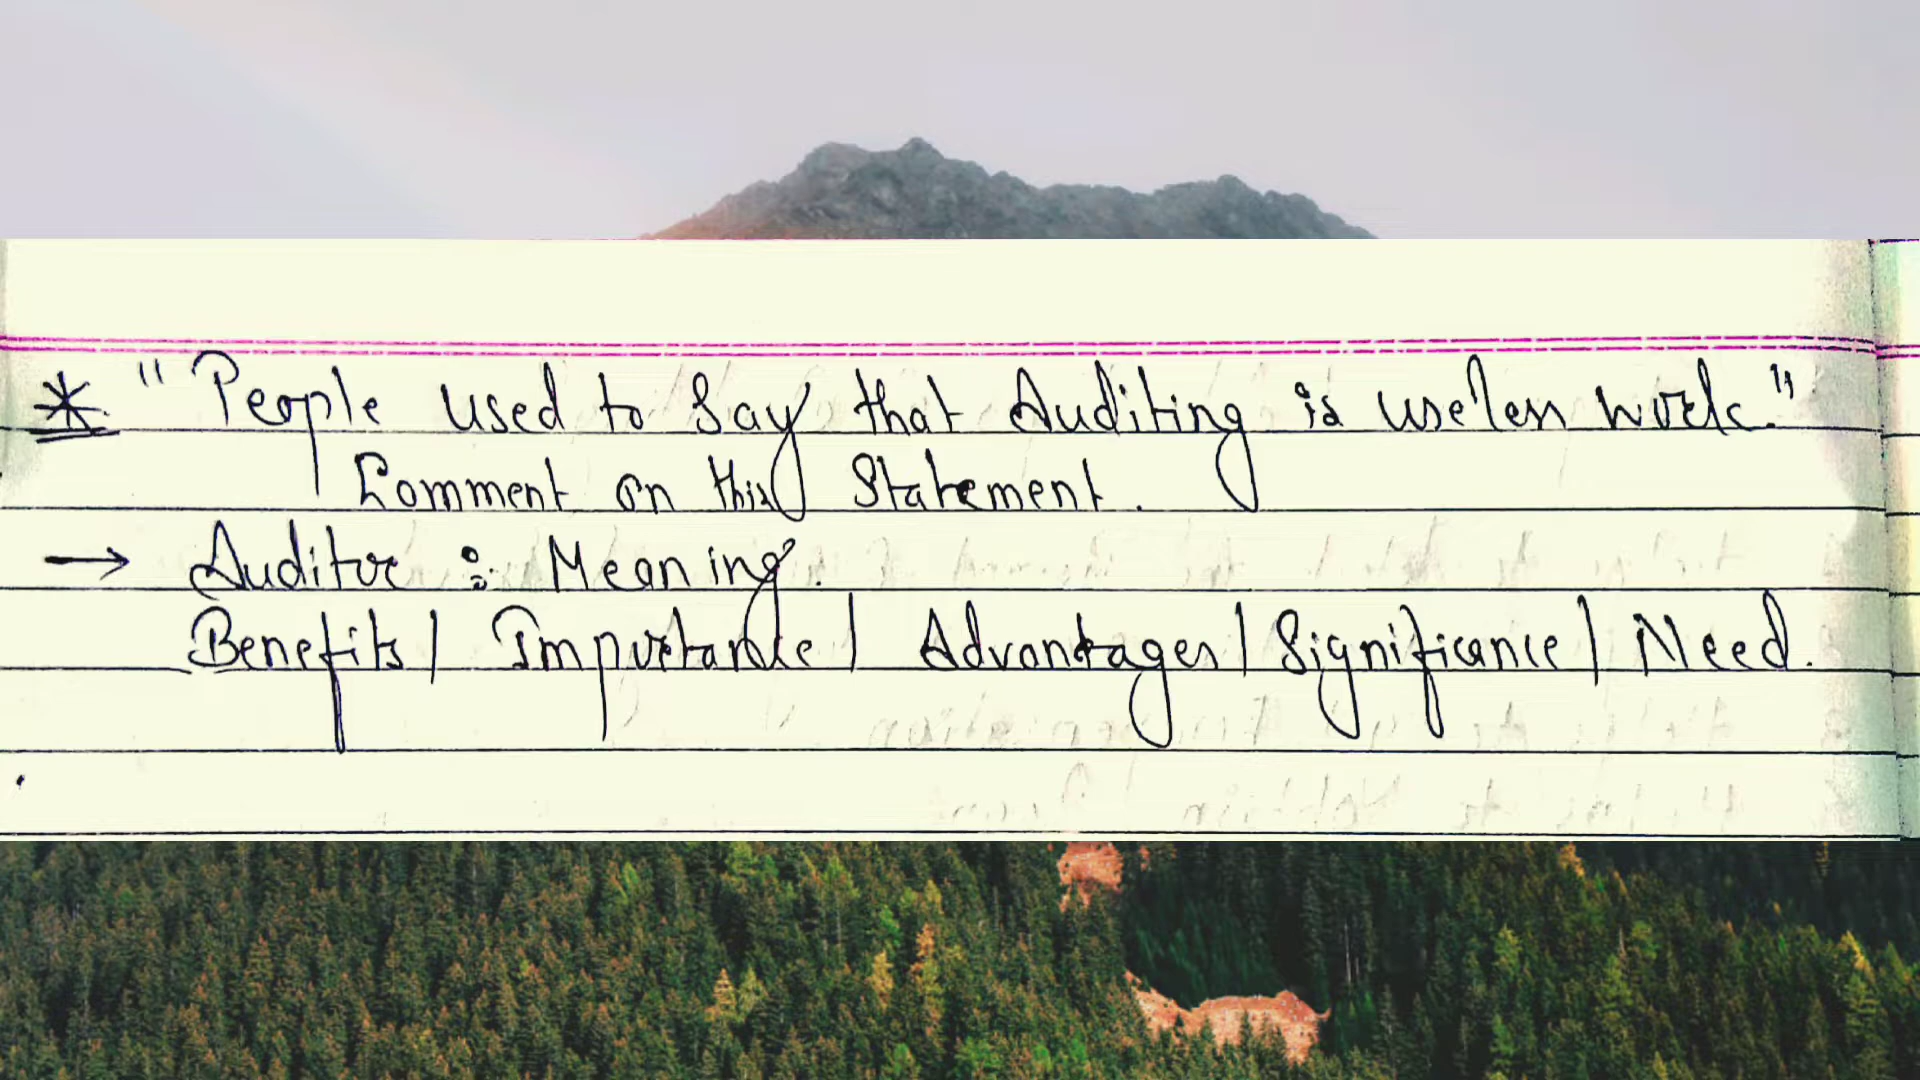 * "People used to say that Auditing is useless work."
Comment on this Statement.
→ Auditor : Meaning.
Benefits / Importance / Advantages / Significance / Need.